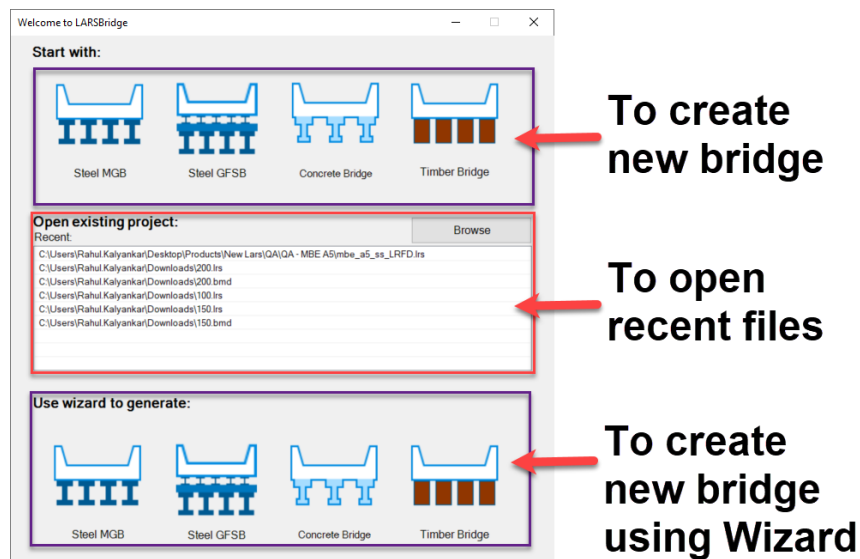 Welcome to LARSBridge
Start with:
Steel MGB
Steel GFSB
Concrete Bridge
Timber Bridge
To create
new bridge
Open existing project:
Recent:
Browse
C:\Users\Rahul.Kalyankar\Desktop\Products\New Lars\QA\QA - MBE A5\mbe_a5_ss_LRFD.lrs
C:\Users\Rahul.Kalyankar\Downloads\200.lrs
C:\Users\Rahul.Kalyankar\Downloads\200.bmd
C:\Users\Rahul.Kalyankar\Downloads\100.lrs
C:\Users\Rahul.Kalyankar\Downloads\150.lrs
C:\Users\Rahul.Kalyankar\Downloads\150.bmd
To open
recent files
Use wizard to generate:
Steel MGB
Steel GFSB
Concrete Bridge
Timber Bridge
To create
new bridge
using Wizard